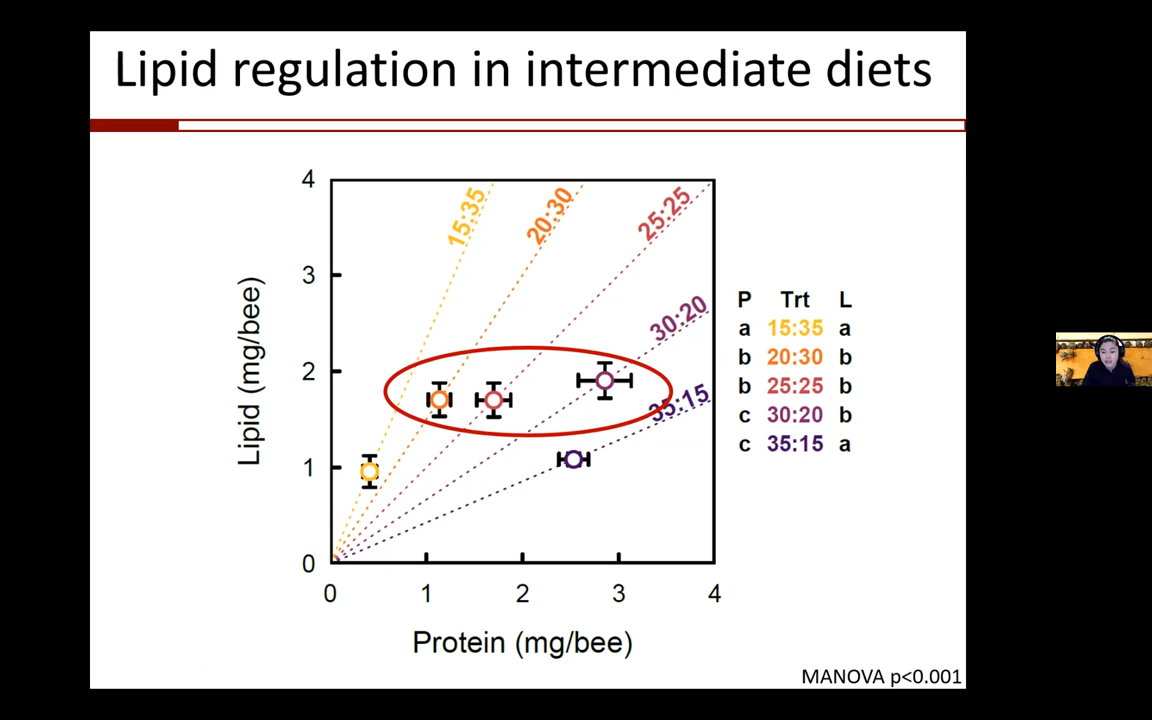 Lipid regulation in intermediate diets
4
3
2
1
0
0 1 2 3 4
Lipid (mg/bee)
Protein (mg/bee)
15:35
20:30
25:25
30:20
35:15
P Trt L
a 15:35 a
b 20:30 b
b 25:25 b
c 30:20 b
c 35:15 a
MANOVA p<0.001